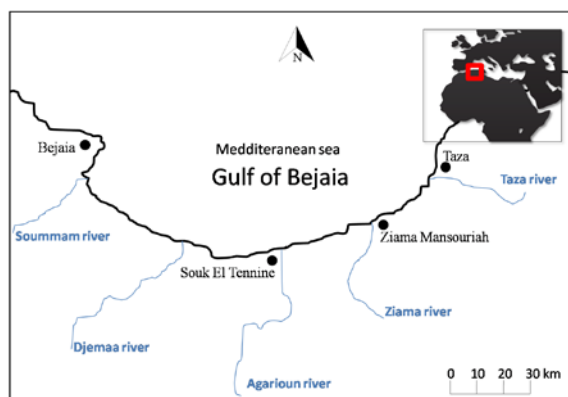 N
Bejaia
Medditeranean sea
Gulf of Bejaia
Taza
Taza river
Soummam river
Ziama Mansouriah
Souk El Tennine
Ziama river
Djemaa river
Agarioun river
0 10 20 30 km